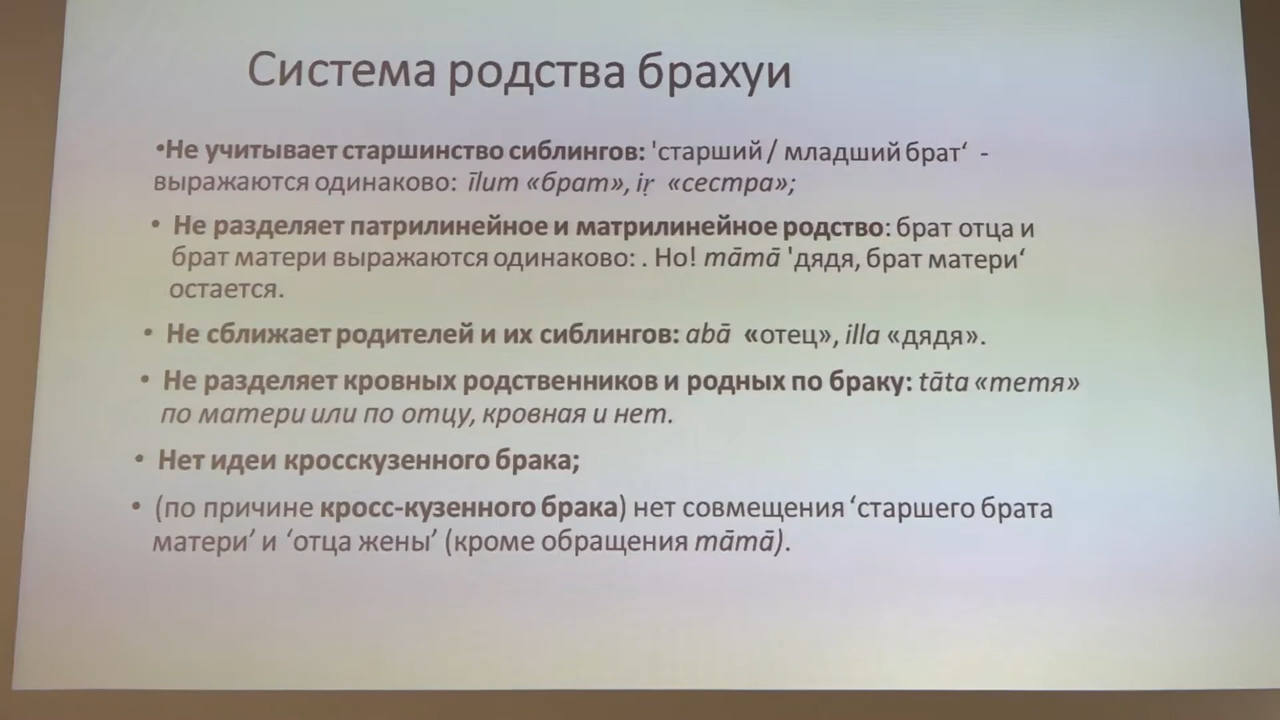 Система родства брахуи
•Не учитывает старшинство сиблингов: 'старший / младший брат‘ -
выражаются одинаково: īlum «брат», iṛ «сестра»;
• Не разделяет патрилинейное и матрилинейное родство: брат отца и
брат матери выражаются одинаково: . Но! māmā 'дядя, брат матери‘
остается.
• Не сближает родителей и их сиблингов: abā «отец», illa «дядя».
• Не разделяет кровных родственников и родных по браку: tāta «тетя»
по матери или по отцу, кровная и нет.
• Нет идеи кросскузенного брака;
• (по причине кросс-кузенного брака) нет совмещения ‘старшего брата
матери’ и ‘отца жены’ (кроме обращения māmā).